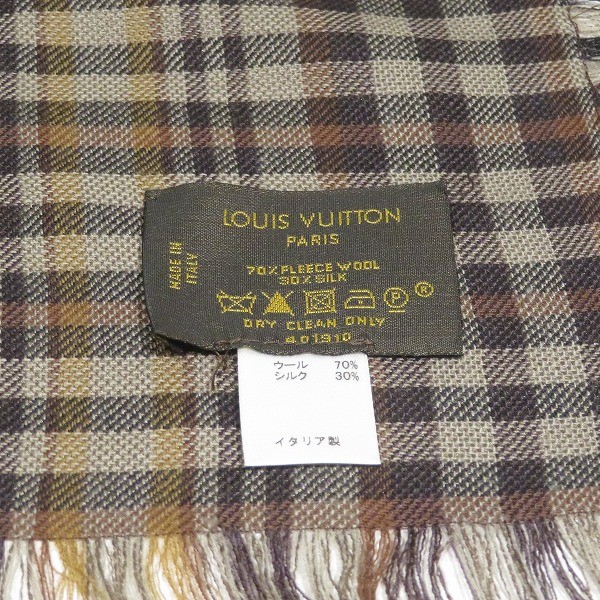 LOUIS VUITTON
PARIS
MADE IN
ITALY
70% FLEECE WOOL
30% SILK
P ®
DRY CLEAN ONLY
401910
ウール 70%
シルク 30%
イタリア製